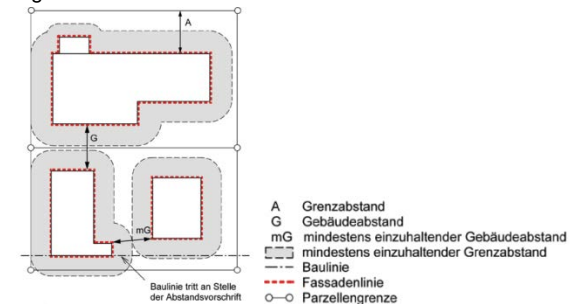 A
G
mG
Baulinie tritt an Stelle
der Abstandsvorschrift
A Grenzabstand
G Gebäudeabstand
mG mindestens einzuhaltender Gebäudeabstand
mindestens einzuhaltender Grenzabstand
Baulinie
Fassadenlinie
Parzellengrenze